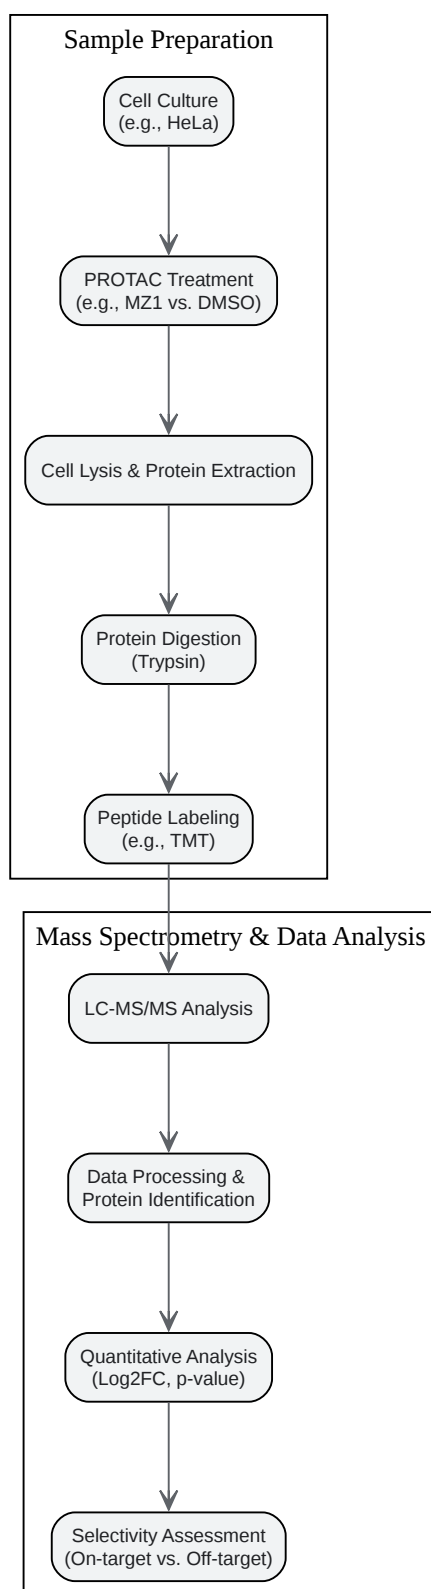 Sample Preparation
Cell Culture
(e.g., HeLa)
PROTAC Treatment
(e.g., MZ1 vs. DMSO)
Cell Lysis & Protein Extraction
Protein Digestion
(Trypsin)
Peptide Labeling
(e.g., TMT)
Mass Spectrometry & Data Analysis
LC-MS/MS Analysis
Data Processing &
Protein Identification
Quantitative Analysis
(Log2FC, p-value)
Selectivity Assessment
(On-target vs. Off-target)